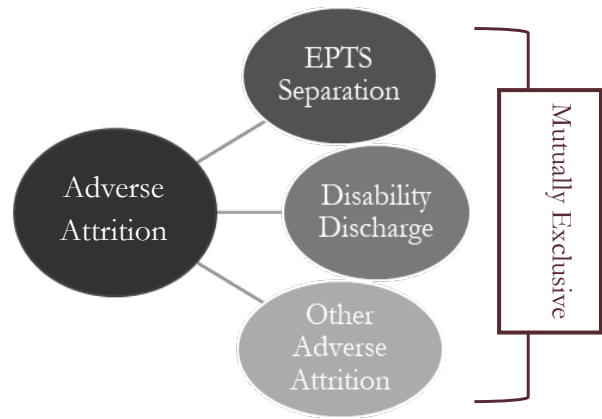 EPTS
Separation
Adverse
Attrition
Disability
Discharge
Other
Adverse
Attrition
Mutually Exclusive